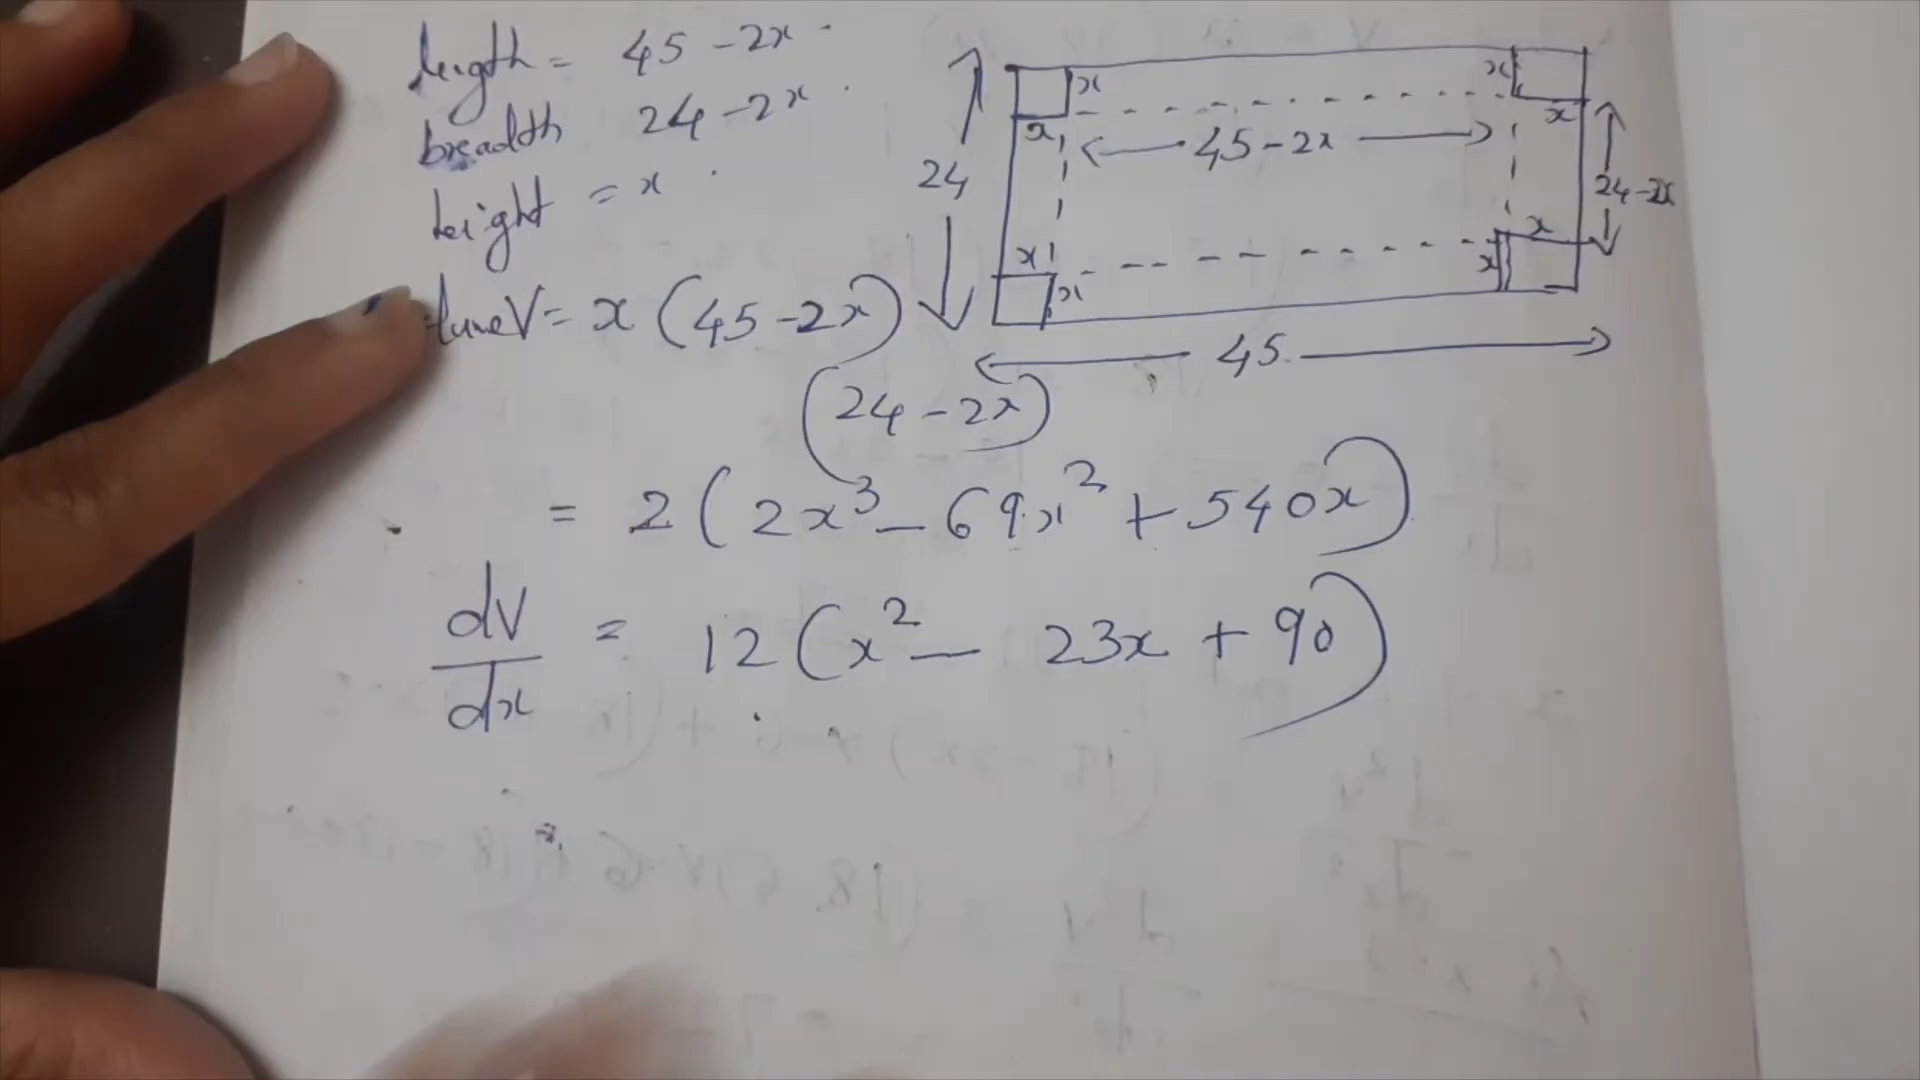 length = 45 - 2x
breadth 24 - 2x
height = x
lume V = x (45 - 2x)
(24 - 2x)
= 2 (2x³ - 69x² + 540x)
dV/dx = 12 (x² - 23x + 90)
x
x
x
x
45 - 2x
24
24 - 2x
x
x
x
x
45